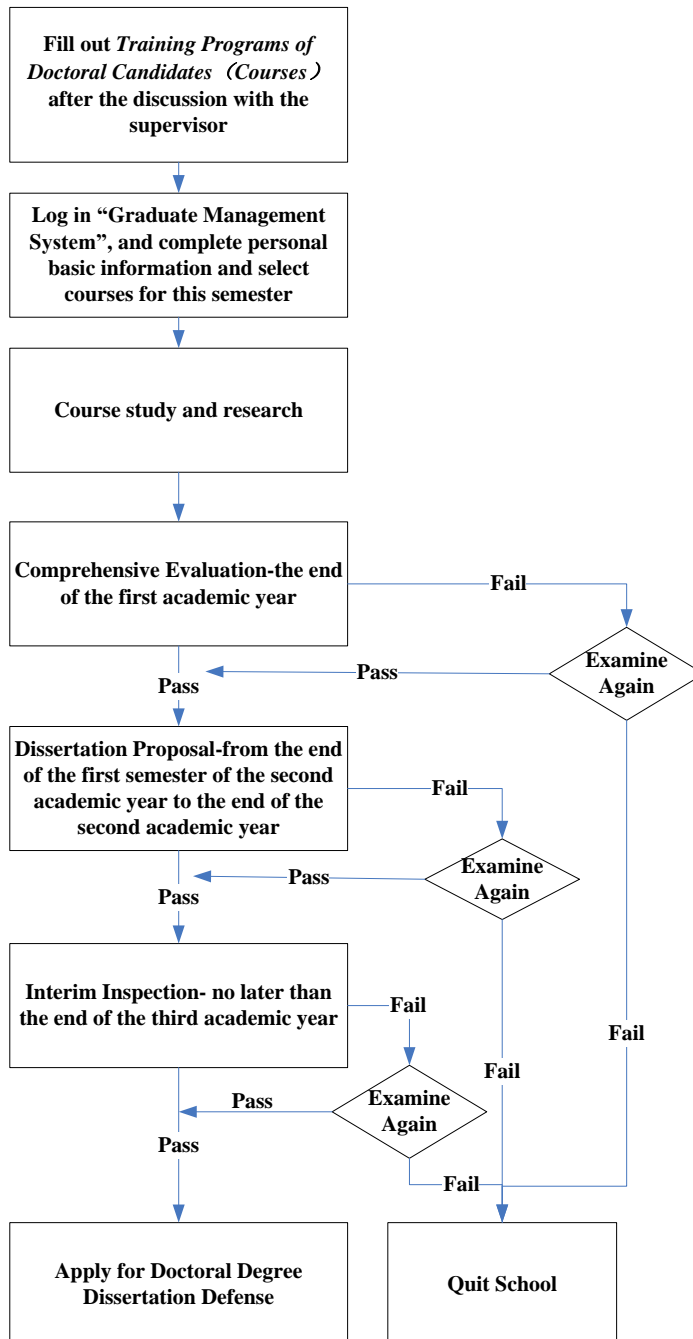 Fill out Training Programs of
Doctoral Candidates（Courses）
after the discussion with the
supervisor
Log in “Graduate Management
System”, and complete personal
basic information and select
courses for this semester
Course study and research
Comprehensive Evaluation-the end
of the first academic year
Fail
Examine
Again
Pass
Pass
Dissertation Proposal-from the end
of the first semester of the second
academic year to the end of the
second academic year
Fail
Examine
Again
Pass
Pass
Interim Inspection- no later than
the end of the third academic year
Fail
Fail
Fail
Examine
Again
Pass
Pass
Fail
Apply for Doctoral Degree
Dissertation Defense
Quit School